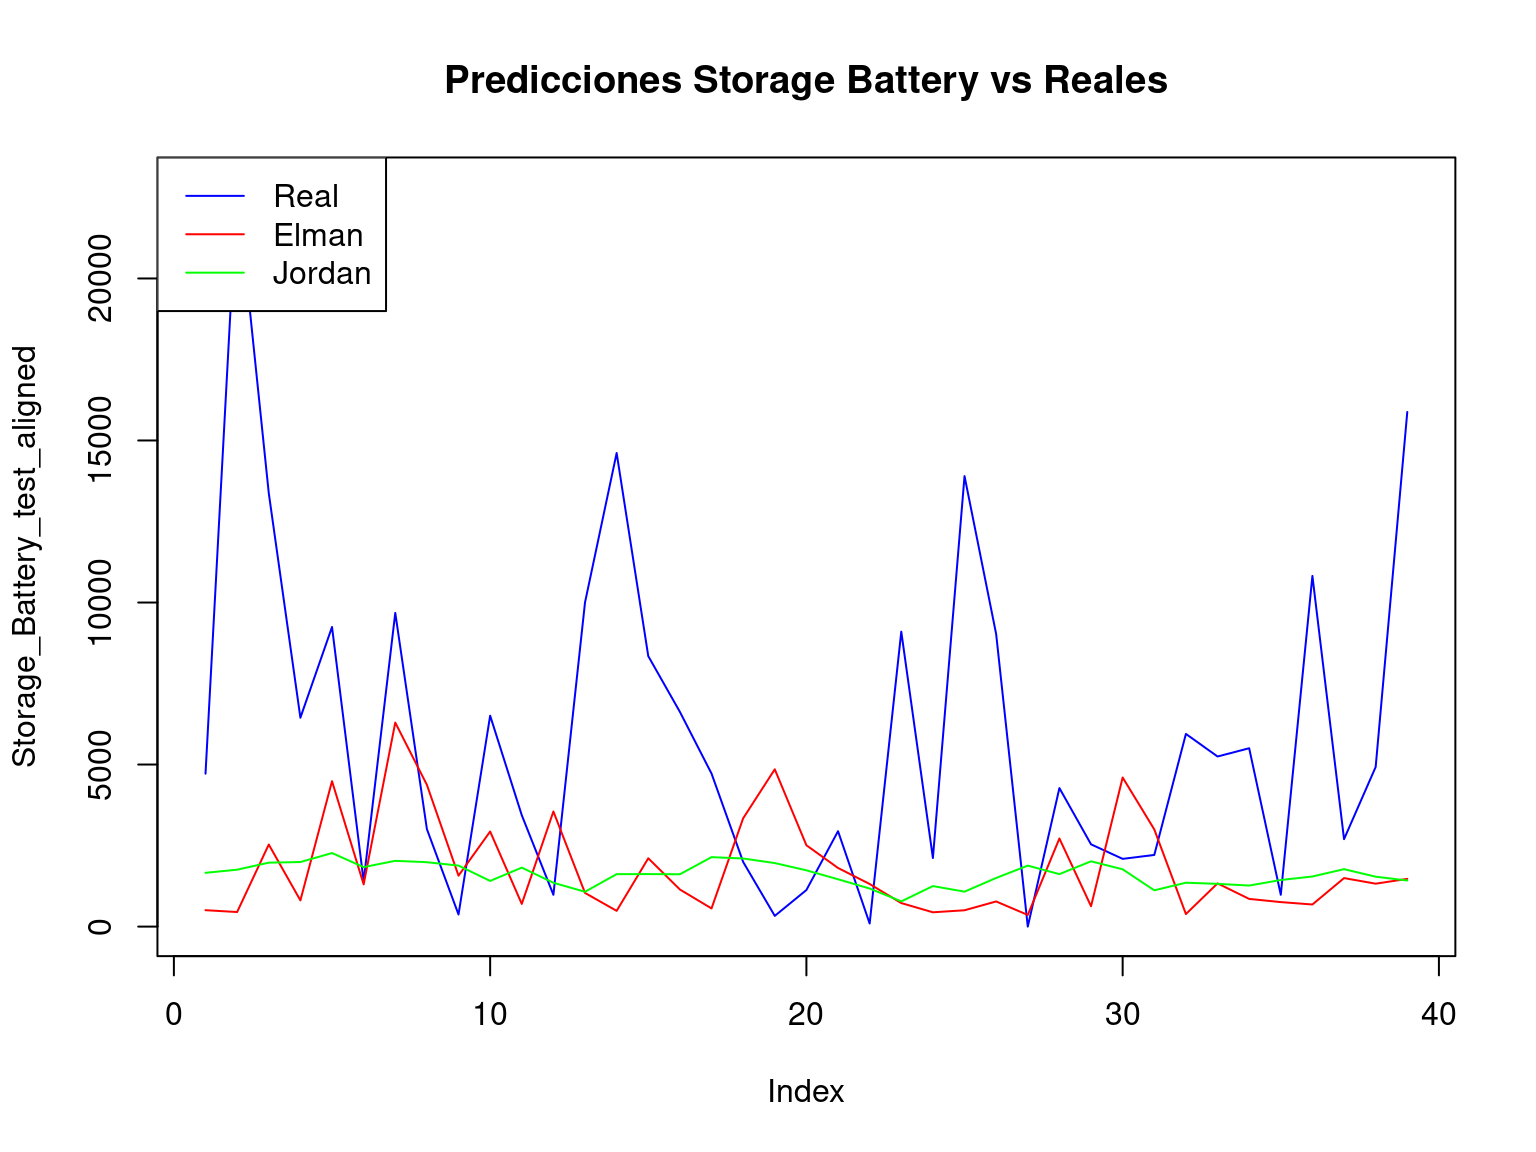 Predicciones Storage Battery vs Reales
Real
Elman
Jordan
Storage_Battery_test_aligned
20000
15000
10000
5000
0
0 10 20 30 40
Index